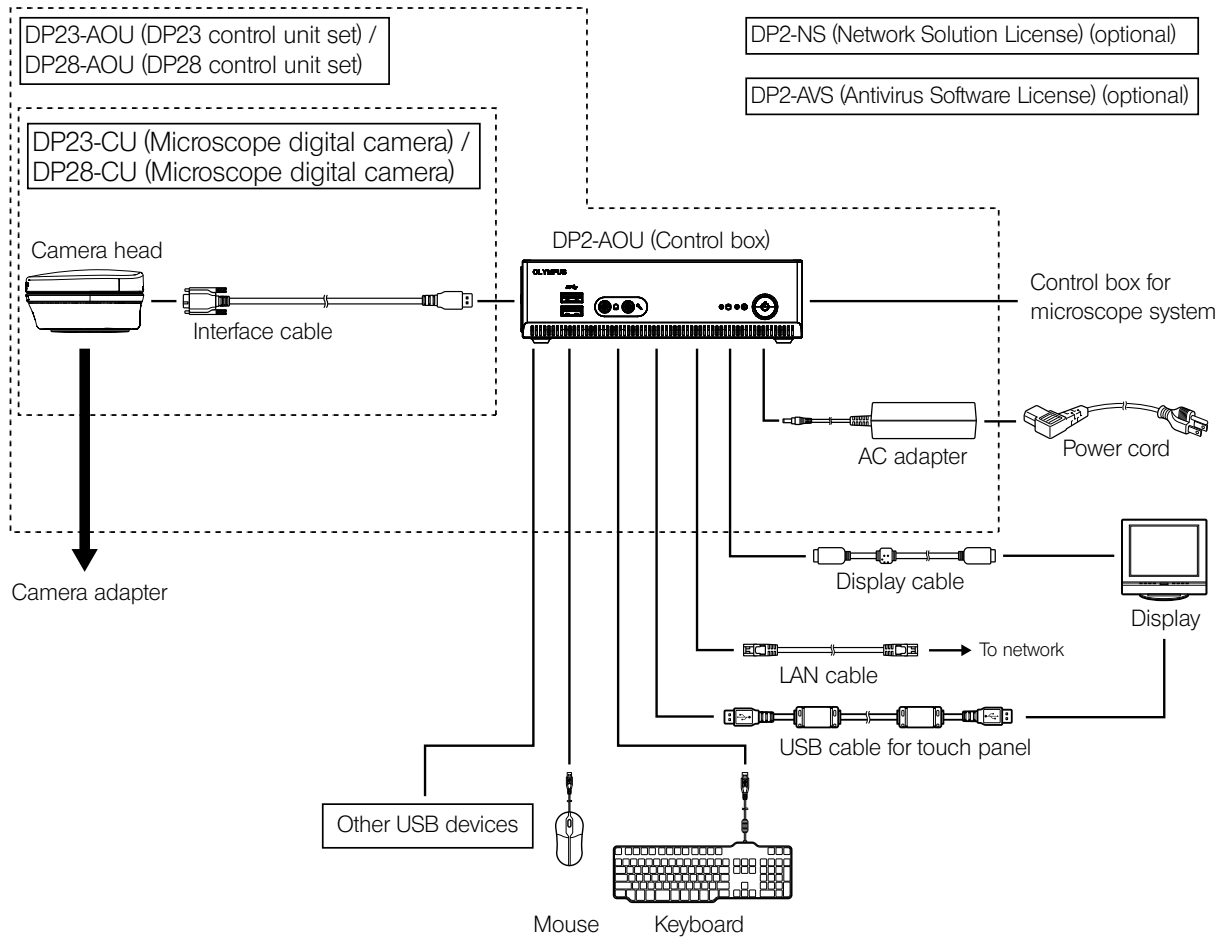 DP23-AOU (DP23 control unit set) /
DP28-AOU (DP28 control unit set)
DP2-NS (Network Solution License) (optional)
DP2-AVS (Antivirus Software License) (optional)
DP23-CU (Microscope digital camera) /
DP28-CU (Microscope digital camera)
Camera head
Interface cable
DP2-AOU (Control box)
OLYMPUS
Control box for
microscope system
AC adapter
Power cord
Camera adapter
Display cable
Display
LAN cable
To network
USB cable for touch panel
Other USB devices
Mouse
Keyboard